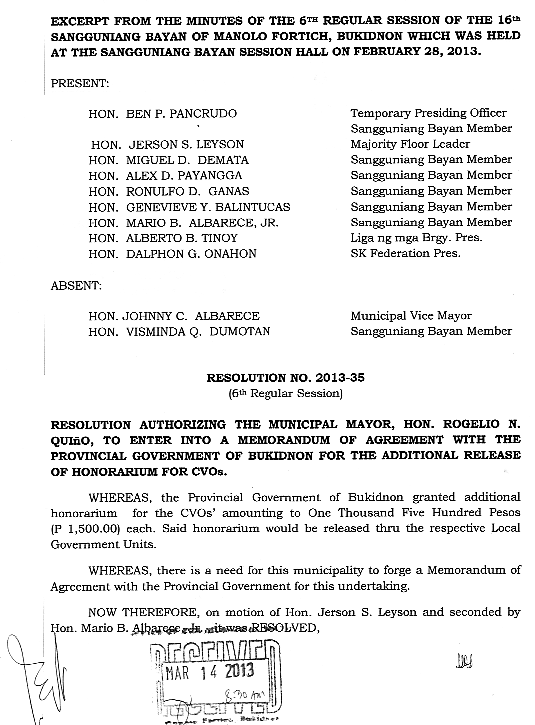 EXCERPT FROM THE MINUTES OF THE 6TH REGULAR SESSION OF THE 16th
SANGGUNIANG BAYAN OF MANOLO FORTICH, BUKIDNON WHICH WAS HELD
AT THE SANGGUNIANG BAYAN SESSION HALL ON FEBRUARY 28, 2013.
PRESENT:
HON. BEN P. PANCRUDO Temporary Presiding Officer
Sangguniang Bayan Member
HON. JERSON S. LEYSON Majority Floor Leader
HON. MIGUEL D. DEMATA Sangguniang Bayan Member
HON. ALEX D. PAYANGGA Sangguniang Bayan Member
HON. RONULFO D. GANAS Sangguniang Bayan Member
HON. GENEVIEVE Y. BALINTUCAS Sangguniang Bayan Member
HON. MARIO B. ALBARECE, JR. Sangguniang Bayan Member
HON. ALBERTO B. TINOY Liga ng mga Brgy. Pres.
HON. DALPHON G. ONAHON SK Federation Pres.
ABSENT:
HON. JOHNNY C. ALBARECE Municipal Vice Mayor
HON. VISMINDA Q. DUMOTAN Sangguniang Bayan Member
RESOLUTION NO. 2013-35
(6th Regular Session)
RESOLUTION AUTHORIZING THE MUNICIPAL MAYOR, HON. ROGELIO N.
QUIñO, TO ENTER INTO A MEMORANDUM OF AGREEMENT WITH THE
PROVINCIAL GOVERNMENT OF BUKIDNON FOR THE ADDITIONAL RELEASE
OF HONORARIUM FOR CVOs.
WHEREAS, the Provincial Government of Bukidnon granted additional
honorarium for the CVOs' amounting to One Thousand Five Hundred Pesos
(P 1,500.00) each. Said honorarium would be released thru the respective Local
Government Units.
WHEREAS, there is a need for this municipality to forge a Memorandum of
Agreement with the Provincial Government for this undertaking.
NOW THEREFORE, on motion of Hon. Jerson S. Leyson and seconded by
Hon. Mario B. Albarece Jr. it was RESOLVED,
RECEIVED
MAR 14 2013
8:30 AM